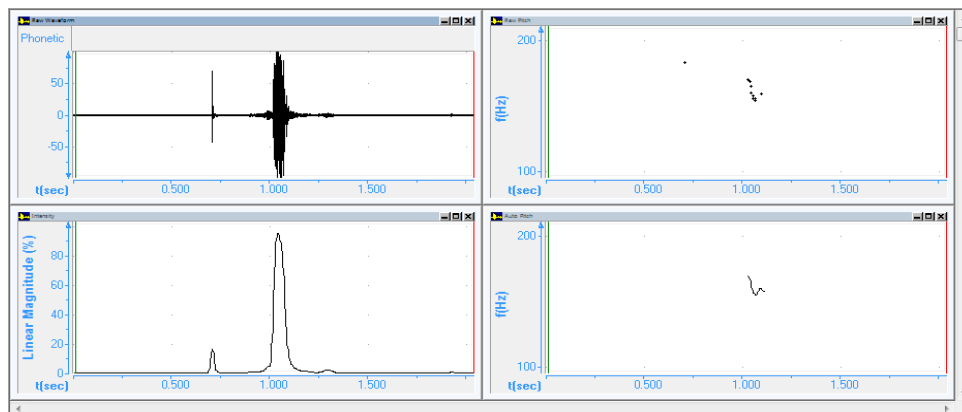 Raw Waveform
Phonetic
50
0
-50
t(sec) 0.500 1.000 1.500
Raw Pitch
200
f(Hz)
100
t(sec) 0.500 1.000 1.500
Intensity
Linear Magnitude (%)
80
60
40
20
0
t(sec) 0.500 1.000 1.500
Auto Pitch
200
f(Hz)
100
t(sec) 0.500 1.000 1.500